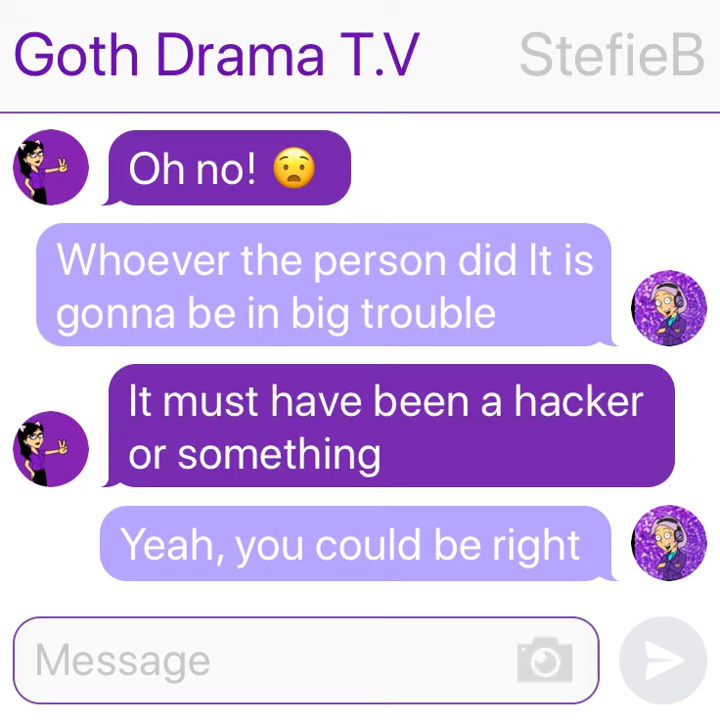 Goth Drama T.V StefieB
Oh no! 😧
Whoever the person did It is
gonna be in big trouble
It must have been a hacker
or something
Yeah, you could be right
Message